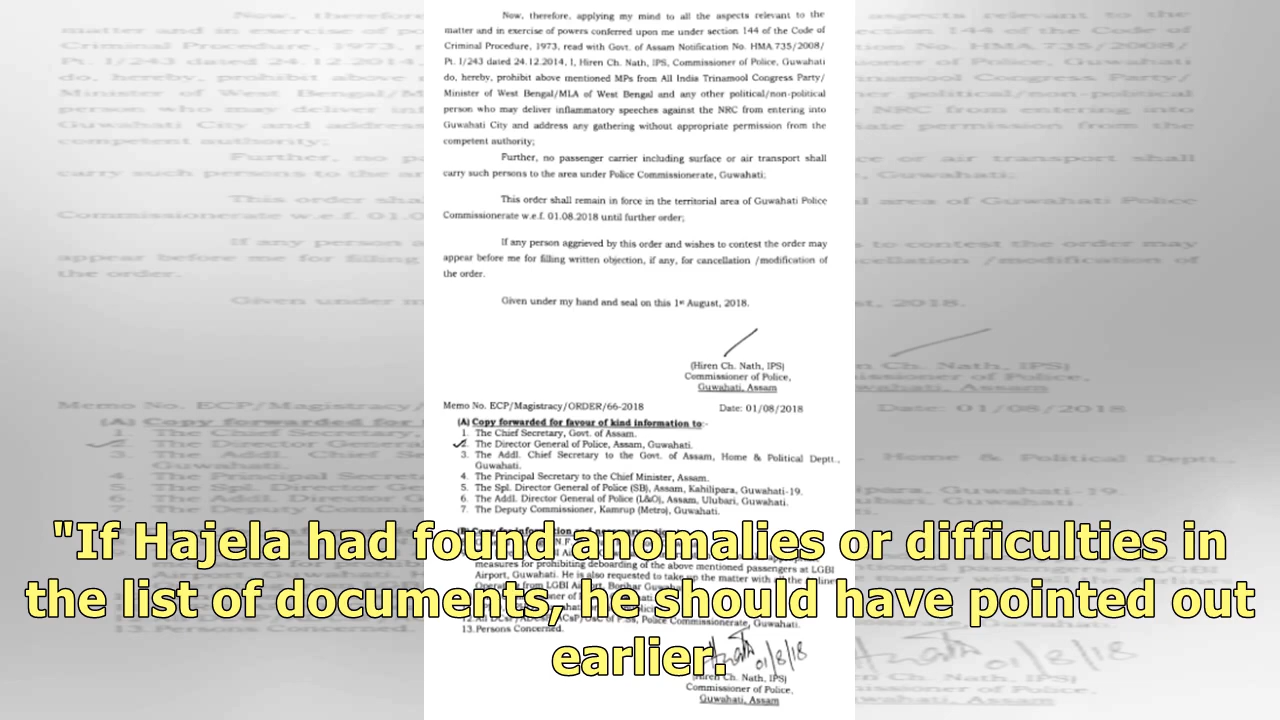 Now, therefore, applying my mind to all the aspects relevant to the
matter and in exercise of powers conferred upon me under section 144 of the Code of
Criminal Procedure, 1973, read with Govt. of Assam Notification No. HMA 735/2008/
Pt. I/243 dated 24.12.2014, I, Hiren Ch. Nath, IPS, Commissioner of Police, Guwahati
do, hereby, prohibit above mentioned MPs from All India Trinamool Congress Party/
Minister of West Bengal/MLA of West Bengal and any other political/non-political
person who may deliver inflammatory speeches against the NRC from entering into
Guwahati City and address any gathering without appropriate permission from the
competent authority;
Further, no passenger carrier including surface or air transport shall
carry such persons to the area under Police Commissionerate, Guwahati;
This order shall remain in force in the territorial area of Guwahati Police
Commissionerate w.e.f. 01.08.2018 until further order;
If any person aggrieved by this order and wishes to contest the order may
appear before me for filling written objection, if any, for cancellation /modification of
the order.
Given under my hand and seal on this 1st August, 2018.
(Hiren Ch. Nath, IPS)
Commissioner of Police,
Guwahati, Assam
Memo No. ECP/Magistracy/ORDER/66-2018 Date: 01/08/2018
(A) Copy forwarded for favour of kind information to:-
1. The Chief Secretary, Govt. of Assam.
2. The Director General of Police, Assam, Guwahati.
3. The Addl. Chief Secretary to the Govt. of Assam, Home & Political Deptt.,
Guwahati.
4. The Principal Secretary to the Chief Minister, Assam.
5. The Spl. Director General of Police (SB), Assam, Kahilipara, Guwahati-19.
6. The Addl. Director General of Police (L&O), Assam, Ulubari, Guwahati.
7. The Deputy Commissioner, Kamrup (Metro), Guwahati.
"If Hajela had found anomalies or difficulties in
measures for prohibiting deboarding of the above mentioned passengers at LGBI
Airport, Guwahati. He is also requested to take up the matter with all the
the list of documents, he should have pointed out
Police Commissionerate, Guwahati.
13. Persons Concerned.
earlier.
01/8/18
(Hiren Ch. Nath, IPS)
Commissioner of Police,
Guwahati, Assam